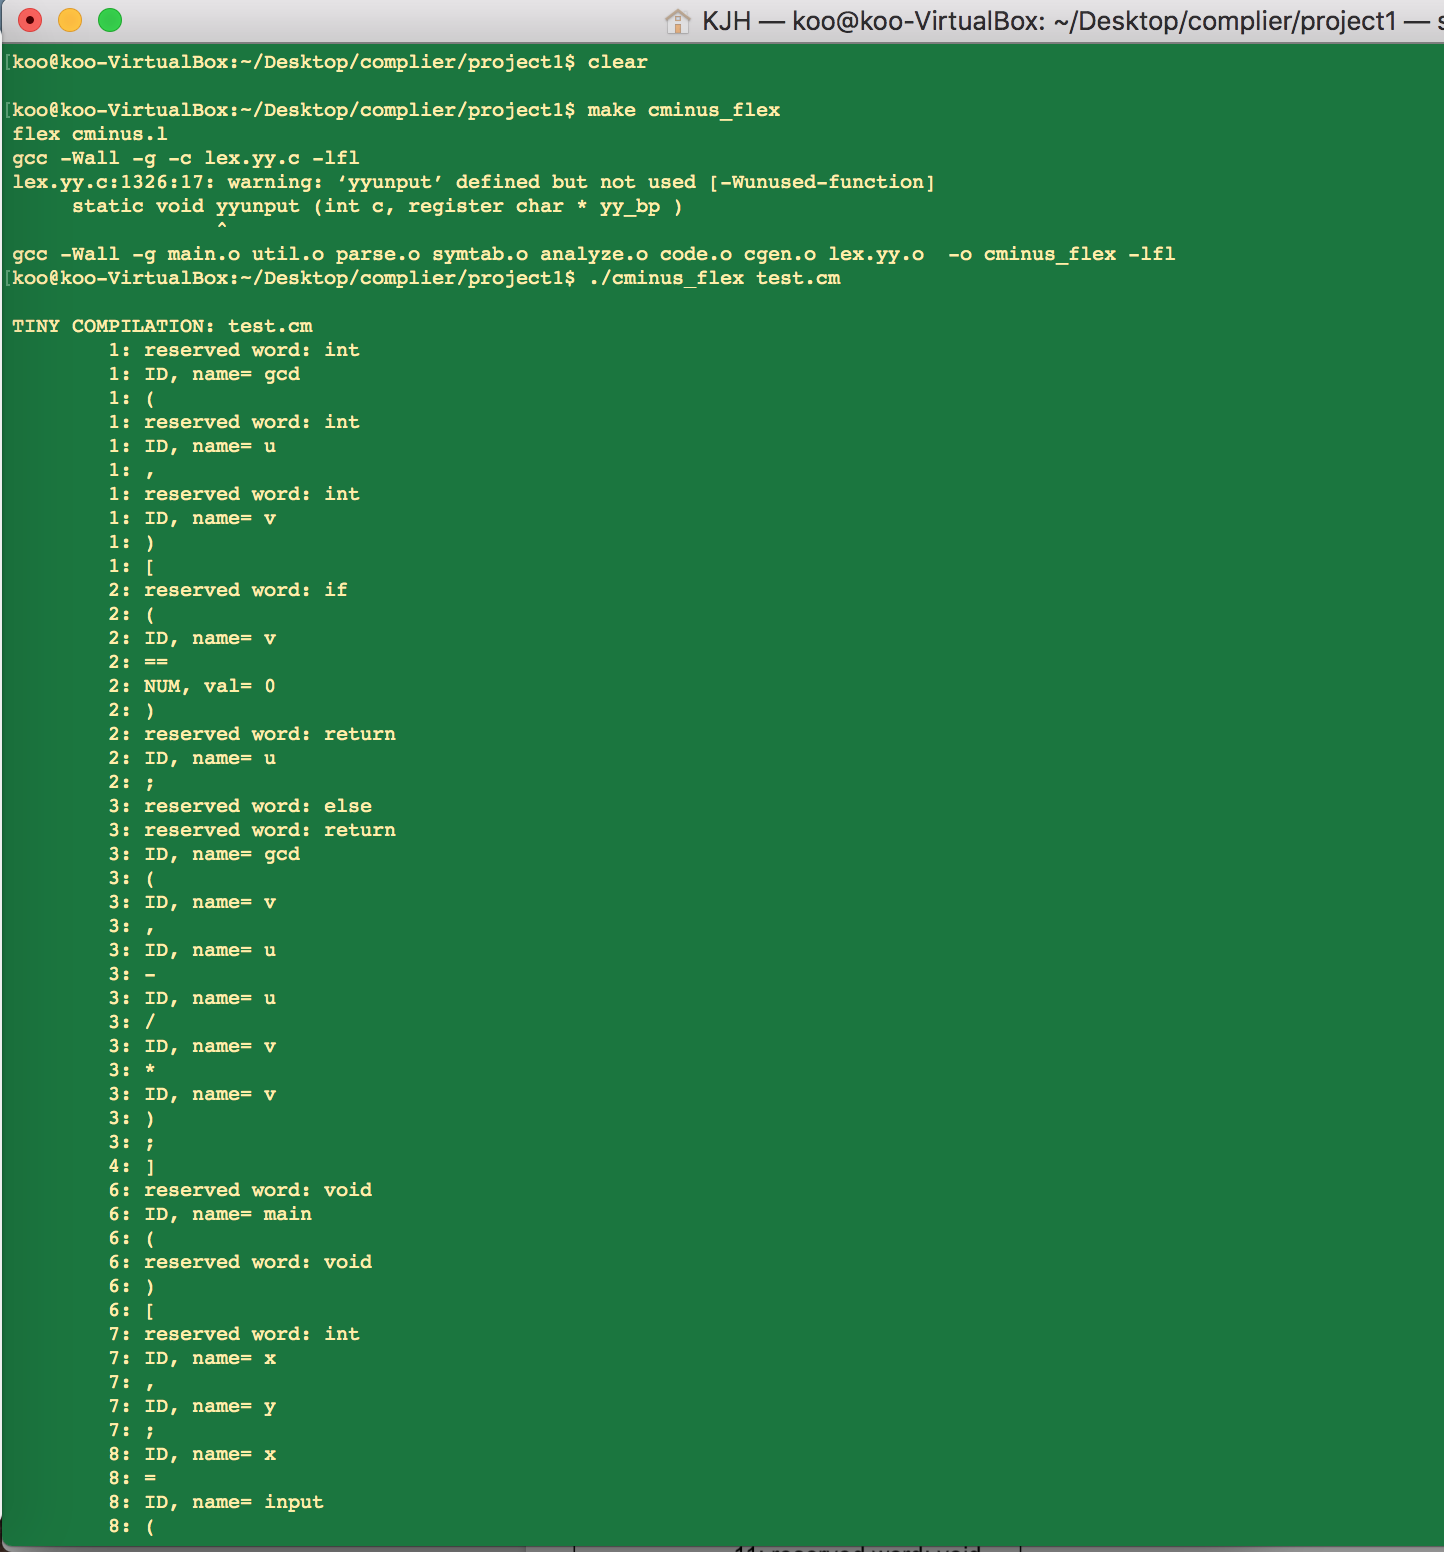 KJH — koo@koo-VirtualBox: ~/Desktop/complier/project1 —
koo@koo-VirtualBox:~/Desktop/complier/project1$ clear
koo@koo-VirtualBox:~/Desktop/complier/project1$ make cminus_flex
flex cminus.l
gcc -Wall -g -c lex.yy.c -lfl
lex.yy.c:1326:17: warning: ‘yyunput’ defined but not used [-Wunused-function]
static void yyunput (int c, register char * yy_bp )
^
gcc -Wall -g main.o util.o parse.o symtab.o analyze.o code.o cgen.o lex.yy.o  -o cminus_flex -lfl
koo@koo-VirtualBox:~/Desktop/complier/project1$ ./cminus_flex test.cm
TINY COMPILATION: test.cm
1: reserved word: int
1: ID, name= gcd
1: (
1: reserved word: int
1: ID, name= u
1: ,
1: reserved word: int
1: ID, name= v
1: )
1: [
2: reserved word: if
2: (
2: ID, name= v
2: ==
2: NUM, val= 0
2: )
2: reserved word: return
2: ID, name= u
2: ;
3: reserved word: else
3: reserved word: return
3: ID, name= gcd
3: (
3: ID, name= v
3: ,
3: ID, name= u
3: -
3: ID, name= u
3: /
3: ID, name= v
3: *
3: ID, name= v
3: )
3: ;
4: ]
6: reserved word: void
6: ID, name= main
6: (
6: reserved word: void
6: )
6: [
7: reserved word: int
7: ID, name= x
7: ,
7: ID, name= y
7: ;
8: ID, name= x
8: =
8: ID, name= input
8: (
11: reserved word: void